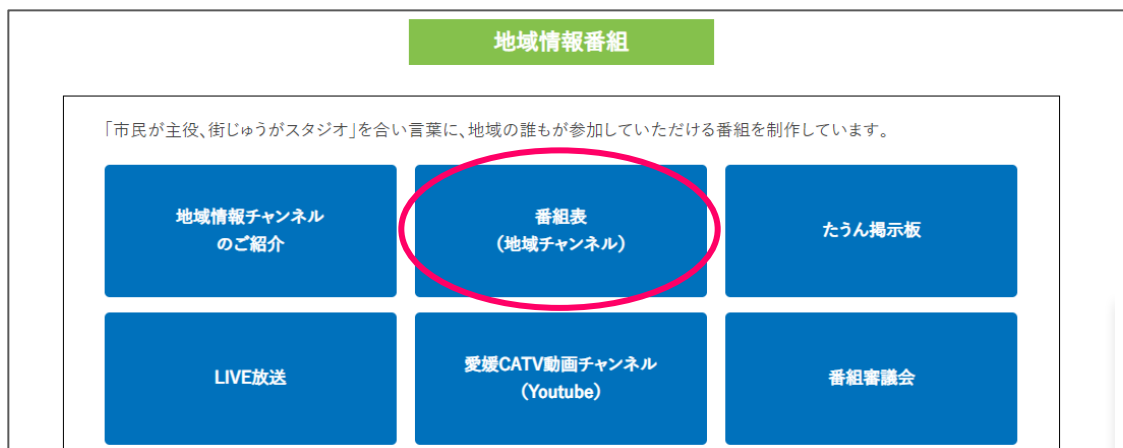 地域情報番組
「市民が主役、街じゅうがスタジオ」を合い言葉に、地域の誰もが参加していただける番組を制作しています。
地域情報チャンネル
のご紹介
番組表
（地域チャンネル）
たうん掲示板
LIVE放送
愛媛CATV動画チャンネル
（Youtube）
番組審議会